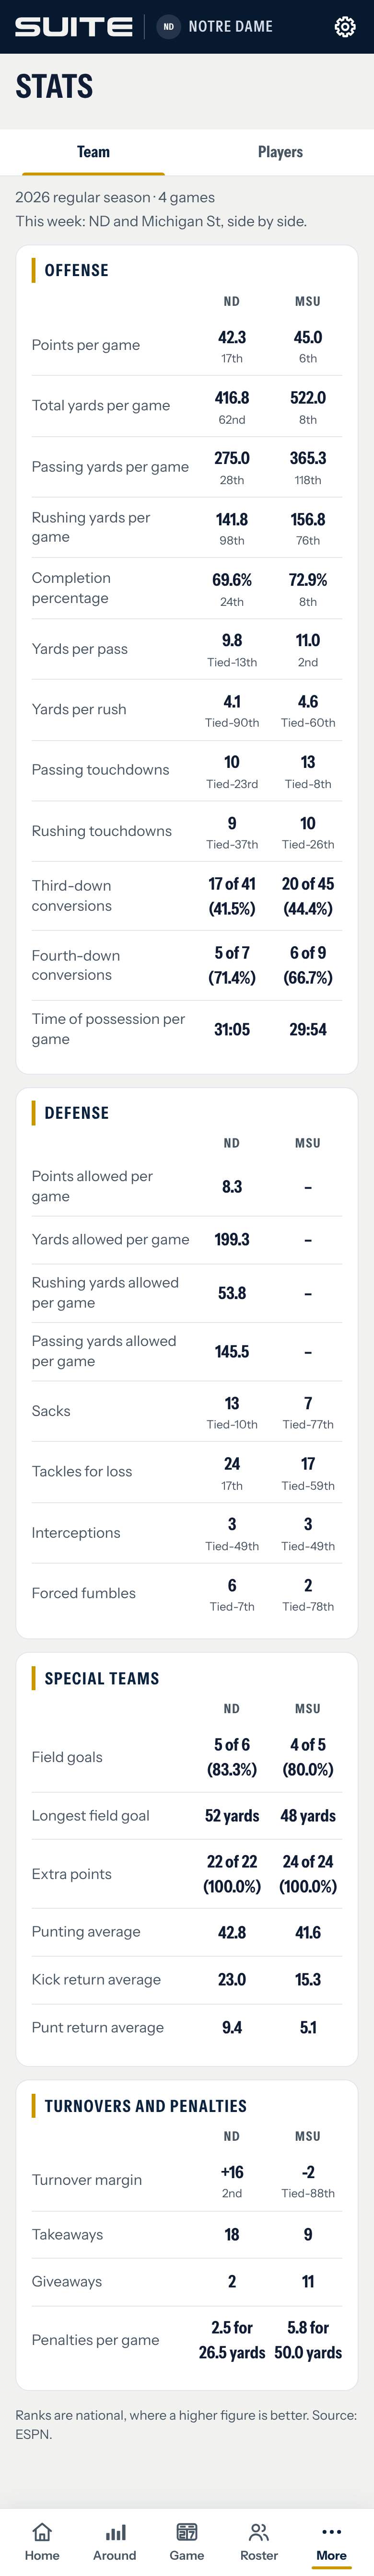 SUITE ND NOTRE DAME
STATS
Team Players
2026 regular season · 4 games
This week: ND and Michigan St, side by side.
OFFENSE
ND MSU
Points per game 42.3 45.0
17th 6th
Total yards per game 416.8 522.0
62nd 8th
Passing yards per game 275.0 365.3
28th 118th
Rushing yards per 141.8 156.8
game 98th 76th
Completion 69.6% 72.9%
percentage 24th 8th
Yards per pass 9.8 11.0
Tied-13th 2nd
Yards per rush 4.1 4.6
Tied-90th Tied-60th
Passing touchdowns 10 13
Tied-23rd Tied-8th
Rushing touchdowns 9 10
Tied-37th Tied-26th
Third-down 17 of 41 20 of 45
conversions (41.5%) (44.4%)
Fourth-down 5 of 7 6 of 9
conversions (71.4%) (66.7%)
Time of possession per 31:05 29:54
game
DEFENSE
ND MSU
Points allowed per 8.3 –
game
Yards allowed per game 199.3 –
Rushing yards allowed 53.8 –
per game
Passing yards allowed 145.5 –
per game
Sacks 13 7
Tied-10th Tied-77th
Tackles for loss 24 17
17th Tied-59th
Interceptions 3 3
Tied-49th Tied-49th
Forced fumbles 6 2
Tied-7th Tied-78th
SPECIAL TEAMS
ND MSU
Field goals 5 of 6 4 of 5
(83.3%) (80.0%)
Longest field goal 52 yards 48 yards
Extra points 22 of 22 24 of 24
(100.0%) (100.0%)
Punting average 42.8 41.6
Kick return average 23.0 15.3
Punt return average 9.4 5.1
TURNOVERS AND PENALTIES
ND MSU
Turnover margin +16 -2
2nd Tied-88th
Takeaways 18 9
Giveaways 2 11
Penalties per game 2.5 for 5.8 for
26.5 yards 50.0 yards
Ranks are national, where a higher figure is better. Source:
ESPN.
Home Around Game Roster More